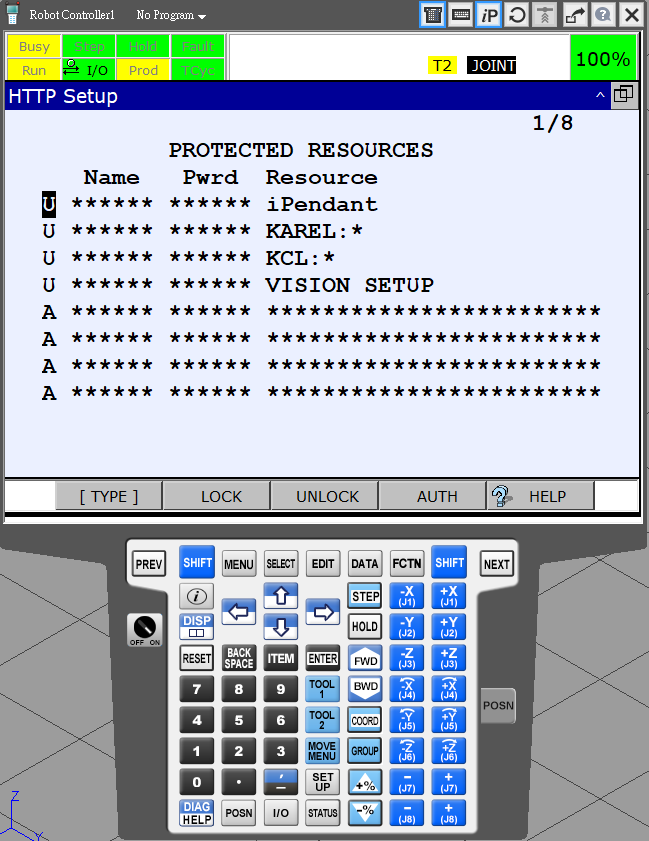 Robot Controller1 No Program
iP
Busy Step Hold Fault
Run I/O Prod TCyc
T2 JOINT
100%
HTTP Setup
1/8
PROTECTED RESOURCES
Name Pwrd Resource
U ****** ****** iPendant
U ****** ****** KAREL:*
U ****** ****** KCL:*
U ****** ****** VISION SETUP
A ****** ****** ************************
A ****** ****** ************************
A ****** ****** ************************
A ****** ****** ************************
[ TYPE ] LOCK UNLOCK AUTH HELP
PREV SHIFT MENU SELECT EDIT DATA FCTN SHIFT NEXT
i STEP -X (J1) +X (J1)
OFF ON DISP HOLD -Y (J2) +Y (J2)
RESET BACK SPACE ITEM ENTER FWD -Z (J3) +Z (J3)
7 8 9 TOOL 1 BWD -X (J4) +X (J4)
4 5 6 TOOL 2 COORD -Y (J5) +Y (J5) POSN
1 2 3 MOVE MENU GROUP -Z (J6) +Z (J6)
0 . , - SET UP +% - (J7) + (J7)
DIAG HELP POSN I/O STATUS -% - (J8) + (J8)
Z
Y